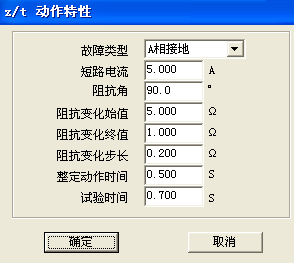 z/t 动作特性
故障类型 A相接地
短路电流 5.000 A
阻抗角 90.0 °
阻抗变化始值 5.000 Ω
阻抗变化终值 1.000 Ω
阻抗变化步长 0.200 Ω
整定动作时间 0.500 S
试验时间 0.700 S
确定 取消